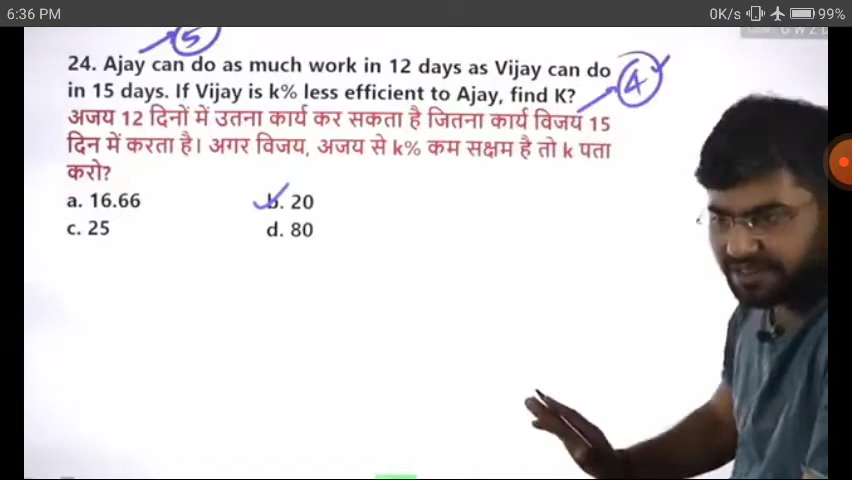 6:36 PM
0K/s
99%
5
24. Ajay can do as much work in 12 days as Vijay can do
4
in 15 days. If Vijay is k% less efficient to Ajay, find K?
अजय 12 दिनों में उतना कार्य कर सकता है जितना कार्य विजय 15
दिन में करता है। अगर विजय, अजय से k% कम सक्षम है तो k पता
करो?
a. 16.66
b. 20
c. 25
d. 80